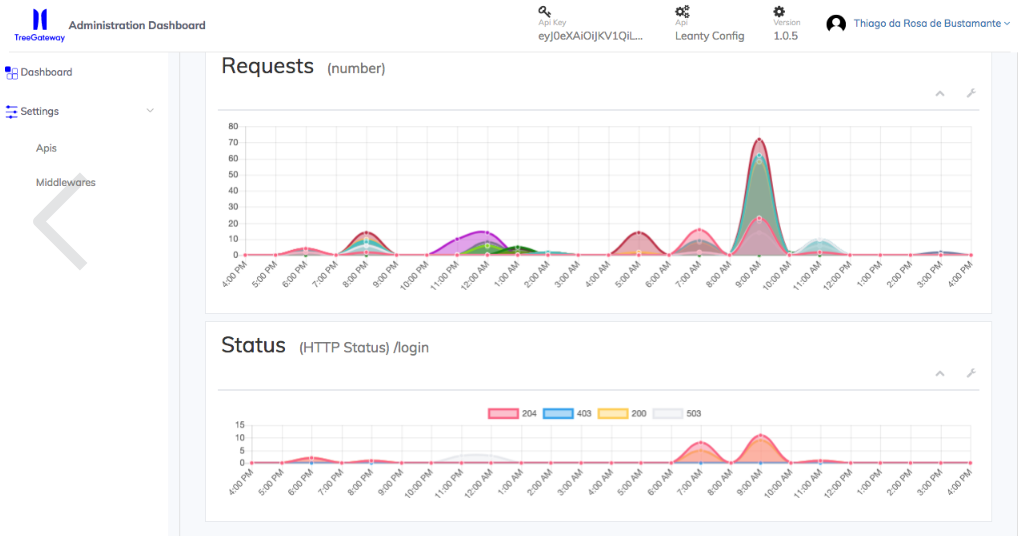 TreeGateway
Administration Dashboard
Api Key
eyJ0eXAiOiJKV1QiL...
Api
Leanty Config
Version
1.0.5
Thiago da Rosa de Bustamante
Dashboard
Settings
Apis
Middlewares
Requests (number)
80
70
60
50
40
30
20
10
0
4:00 PM 5:00 PM 6:00 PM 7:00 PM 8:00 PM 9:00 PM 10:00 PM 11:00 PM 12:00 AM 1:00 AM 2:00 AM 3:00 AM 4:00 AM 5:00 AM 6:00 AM 7:00 AM 8:00 AM 9:00 AM 10:00 AM 11:00 AM 12:00 PM 1:00 PM 2:00 PM 3:00 PM 4:00 PM
Status (HTTP Status) /login
204 403 200 503
15
10
5
0
4:00 PM 5:00 PM 6:00 PM 7:00 PM 8:00 PM 9:00 PM 10:00 PM 11:00 PM 12:00 AM 1:00 AM 2:00 AM 3:00 AM 4:00 AM 5:00 AM 6:00 AM 7:00 AM 8:00 AM 9:00 AM 10:00 AM 11:00 AM 12:00 PM 1:00 PM 2:00 PM 3:00 PM 4:00 PM